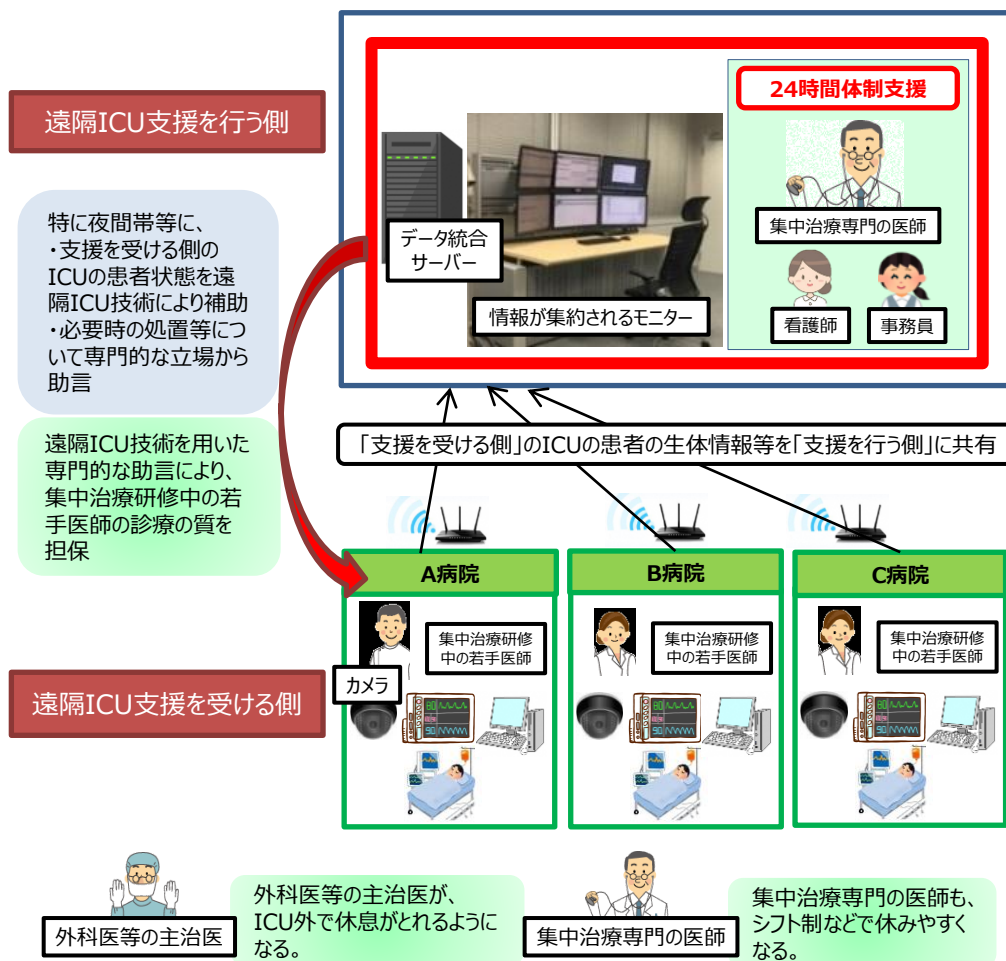 24時間体制支援
遠隔ICU支援を行う側
集中治療専門の医師
データ統合
サーバー
情報が集約されるモニター
看護師
事務員
特に夜間帯等に、
・支援を受ける側の
ICUの患者状態を遠
隔ICU技術により補助
・必要時の処置等につ
いて専門的な立場から
助言
遠隔ICU技術を用いた
専門的な助言により、
集中治療研修中の若
手医師の診療の質を
担保
「支援を受ける側」のICUの患者の生体情報等を「支援を行う側」に共有
A病院
B病院
C病院
集中治療研修
中の若手医師
集中治療研修
中の若手医師
集中治療研修
中の若手医師
カメラ
遠隔ICU支援を受ける側
80
90
80
90
80
90
外科医等の主治医
外科医等の主治医が、
ICU外で休息がとれるように
なる。
集中治療専門の医師
集中治療専門の医師も、
シフト制などで休みやすく
なる。